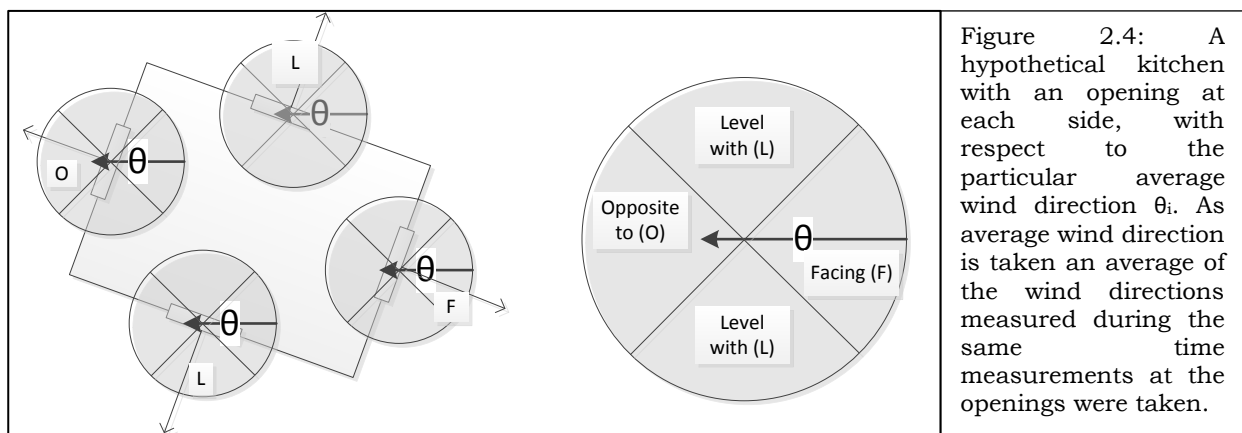 L
θ
θ
O
θ
F
θ
L
Level
with (L)
Opposite
to (O)
θ
Facing (F)
Level
with (L)
Figure 2.4: A
hypothetical kitchen
with an opening at
each side, with
respect to the
particular average
wind direction θi. As
average wind direction
is taken an average of
the wind directions
measured during the
same time
measurements at the
openings were taken.